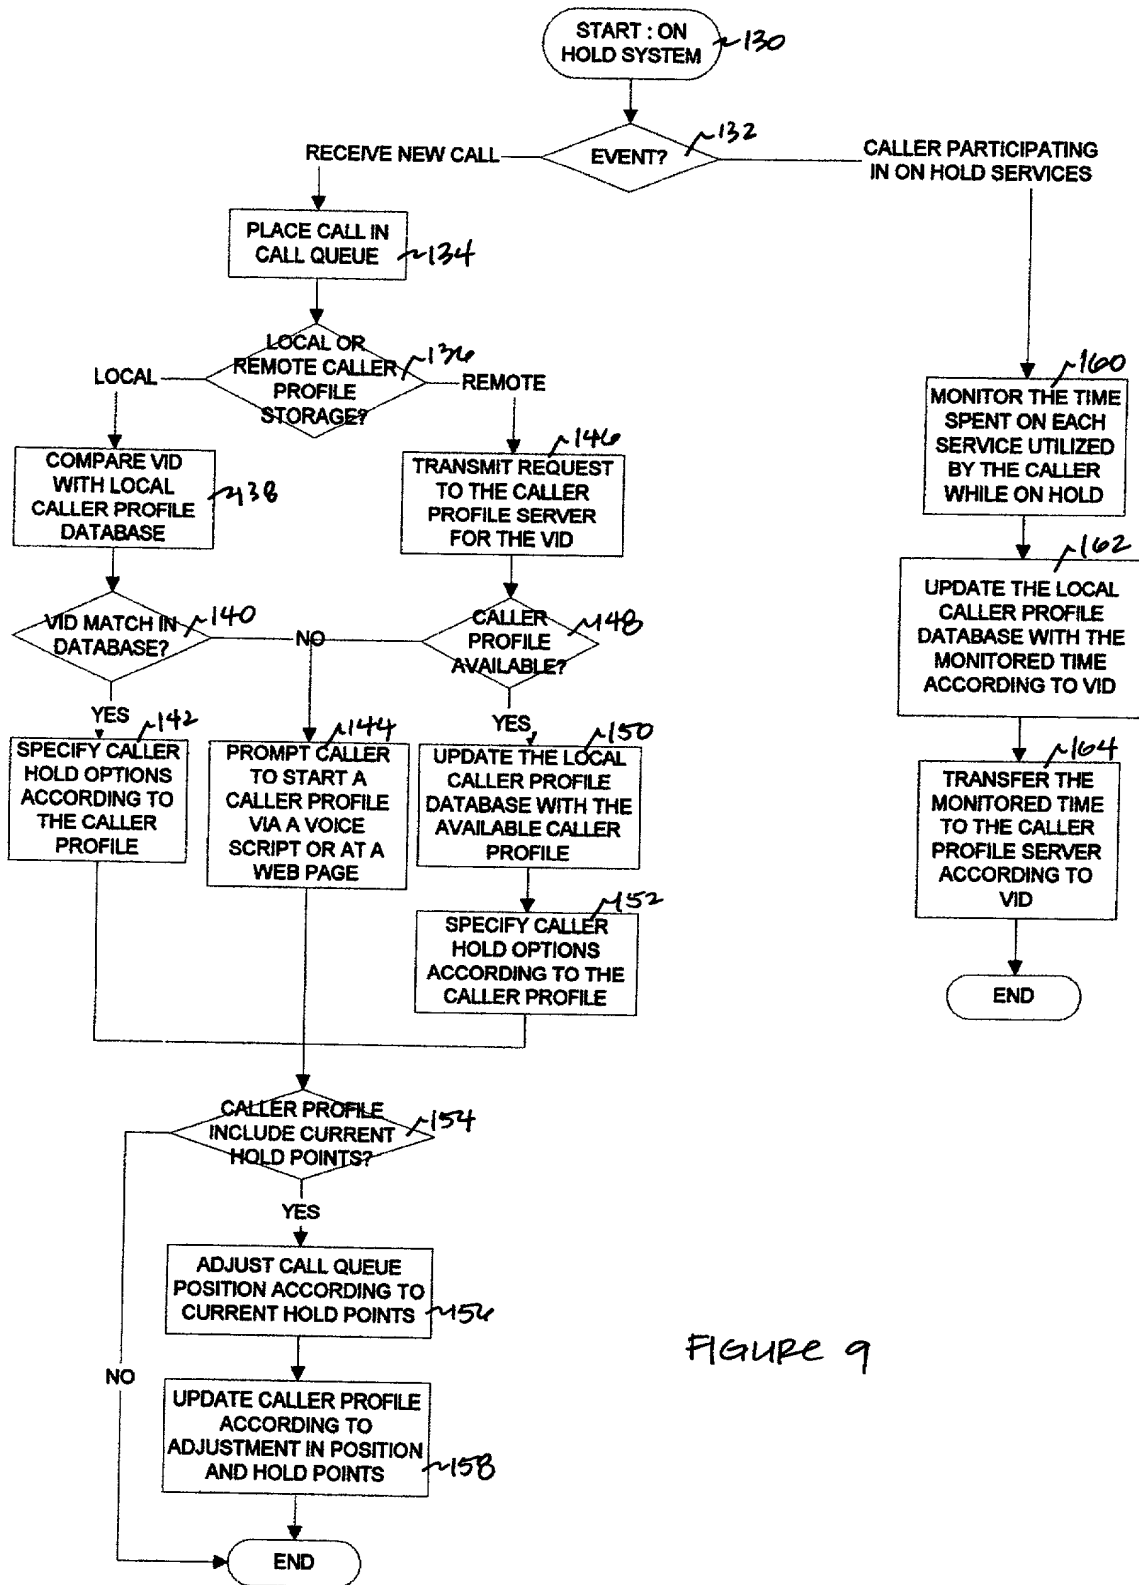 START : ON
HOLD SYSTEM
130
EVENT?
132
RECEIVE NEW CALL
CALLER PARTICIPATING
IN ON HOLD SERVICES
PLACE CALL IN
CALL QUEUE
134
LOCAL OR
REMOTE CALLER
PROFILE
STORAGE?
136
LOCAL
REMOTE
COMPARE VID
WITH LOCAL
CALLER PROFILE
DATABASE
138
146
TRANSMIT REQUEST
TO THE CALLER
PROFILE SERVER
FOR THE VID
160
MONITOR THE TIME
SPENT ON EACH
SERVICE UTILIZED
BY THE CALLER
WHILE ON HOLD
VID MATCH IN
DATABASE?
140
NO
CALLER
PROFILE
AVAILABLE?
148
162
UPDATE THE LOCAL
CALLER PROFILE
DATABASE WITH THE
MONITORED TIME
ACCORDING TO VID
YES
142
SPECIFY CALLER
HOLD OPTIONS
ACCORDING TO
THE CALLER
PROFILE
144
PROMPT CALLER
TO START A
CALLER PROFILE
VIA A VOICE
SCRIPT OR AT A
WEB PAGE
YES
150
UPDATE THE LOCAL
CALLER PROFILE
DATABASE WITH THE
AVAILABLE CALLER
PROFILE
164
TRANSFER THE
MONITORED TIME
TO THE CALLER
PROFILE SERVER
ACCORDING TO
VID
152
SPECIFY CALLER
HOLD OPTIONS
ACCORDING TO THE
CALLER PROFILE
END
CALLER PROFILE
INCLUDE CURRENT
HOLD POINTS?
154
YES
ADJUST CALL QUEUE
POSITION ACCORDING TO
CURRENT HOLD POINTS
156
NO
UPDATE CALLER PROFILE
ACCORDING TO
ADJUSTMENT IN POSITION
AND HOLD POINTS
158
END
FIGURE 9